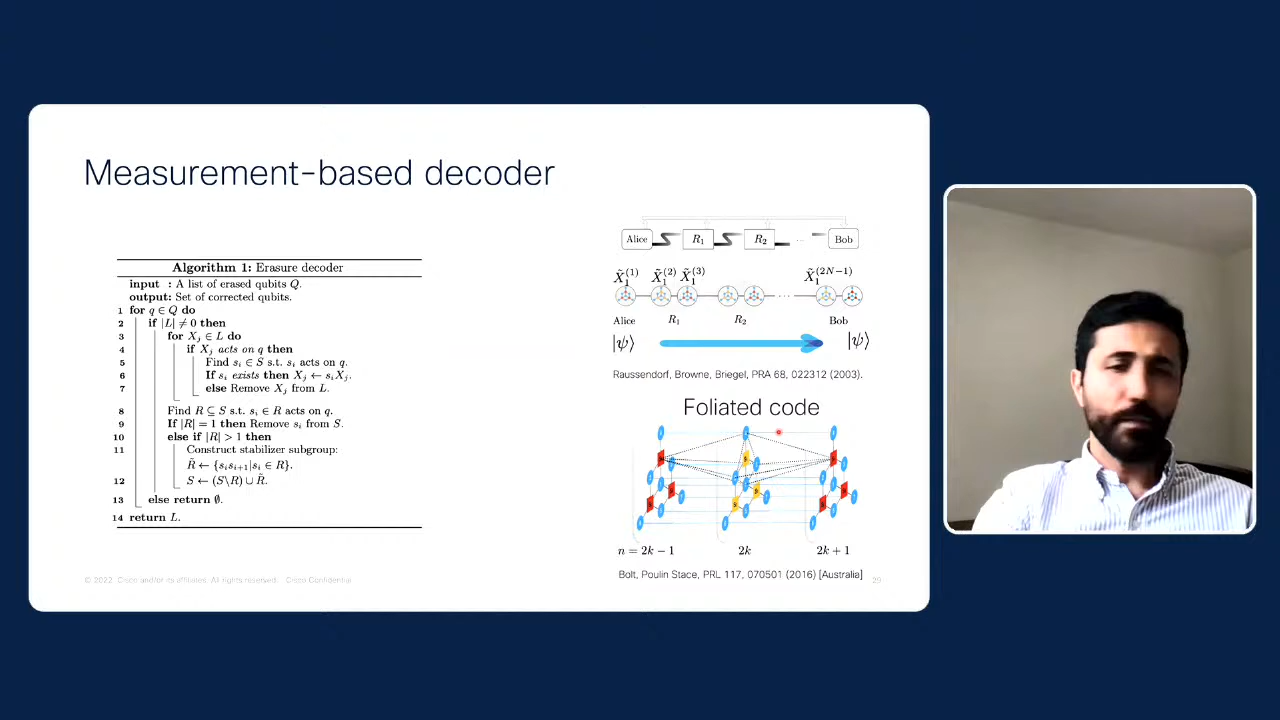 Measurement-based decoder
Algorithm 1: Erasure decoder
input : A list of erased qubits Q.
output: Set of corrected qubits.
1 for q ∈ Q do
2 if |L| ≠ 0 then
3 for X_j ∈ L do
4 if X_j acts on q then
5 Find s_i ∈ S s.t. s_i acts on q.
6 If s_i exists then X_j ← s_i X_j.
7 else Remove X_j from L.
8 Find R ⊆ S s.t. s_i ∈ R acts on q.
9 If |R| = 1 then Remove s_i from S.
10 else if |R| > 1 then
11 Construct stabilizer subgroup:
R̃ ← {s_i s_{i+1} | s_i ∈ R}.
12 S ← (S\R) ∪ R̃.
13 else return ∅.
14 return L.
Alice R_1 R_2 ... Bob
X̃_1^(1) X̃_1^(2) X̃_1^(3) X̃_1^(2N−1)
Alice R_1 R_2 Bob
|ψ⟩ |ψ⟩
Raussendorf, Browne, Briegel, PRA 68, 022312 (2003).
Foliated code
n = 2k − 1 2k 2k + 1
Bolt, Poulin Stace, PRL 117, 070501 (2016) [Australia]
© 2022 Cisco and/or its affiliates. All rights reserved. Cisco Confidential
29